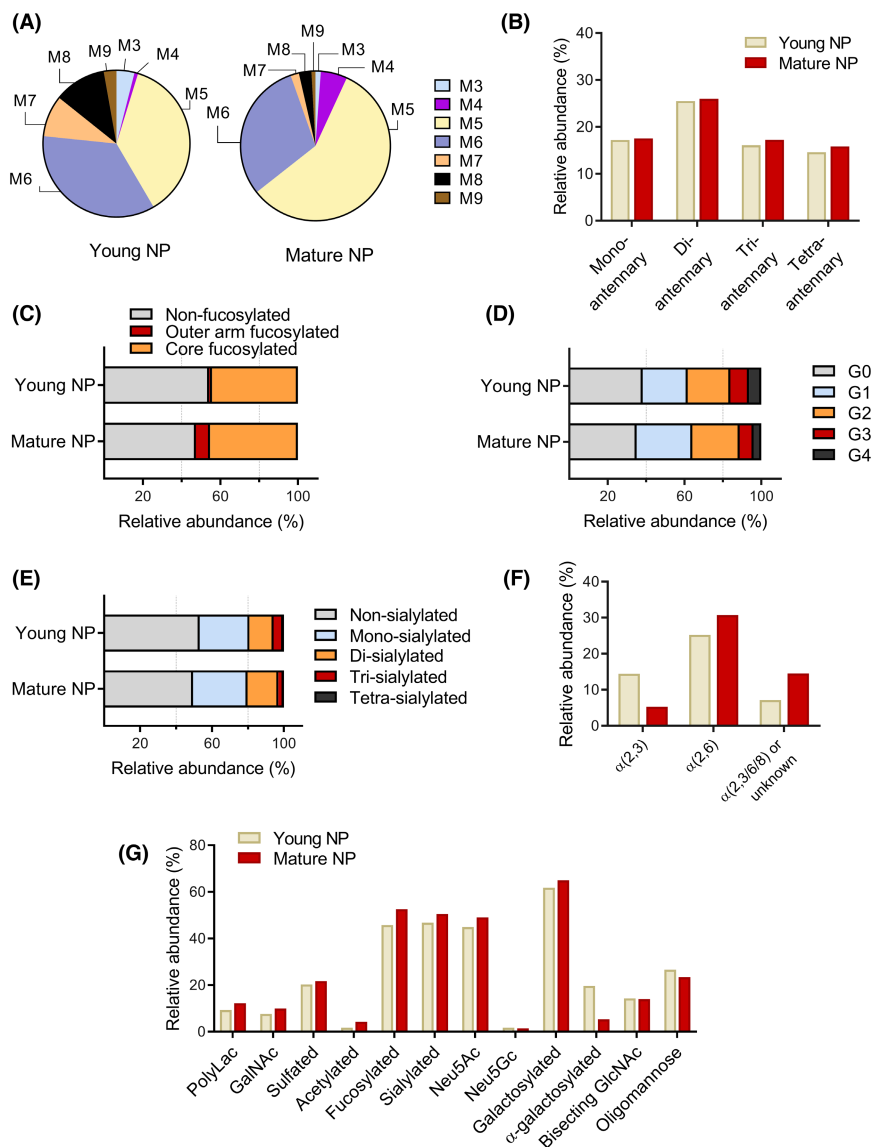 (A)
M9
M3
M8
M4
M7
M5
M6
Young NP
M9
M8
M3
M7
M4
M6
M5
Mature NP
M3
M4
M5
M6
M7
M8
M9
(B)
Relative abundance (%)
40
30
20
10
0
Young NP
Mature NP
Mono-
antennary
Di-
antennary
Tri-
antennary
Tetra-
antennary
(C)
Non-fucosylated
Outer arm fucosylated
Core fucosylated
Young NP
Mature NP
20
60
100
Relative abundance (%)
(D)
Young NP
Mature NP
20
60
100
Relative abundance (%)
G0
G1
G2
G3
G4
(E)
Young NP
Mature NP
20
60
100
Relative abundance (%)
Non-sialylated
Mono-sialylated
Di-sialylated
Tri-sialylated
Tetra-sialylated
(F)
Relative abundance (%)
40
30
20
10
0
α(2,3)
α(2,6)
α(2,3/6/8) or
unknown
(G)
Young NP
Mature NP
Relative abundance (%)
80
60
40
20
0
PolyLac
GalNAc
Sulfated
Acetylated
Fucosylated
Sialylated
Neu5Ac
Neu5Gc
Galactosylated
α-galactosylated
Bisecting GlcNAc
Oligomannose